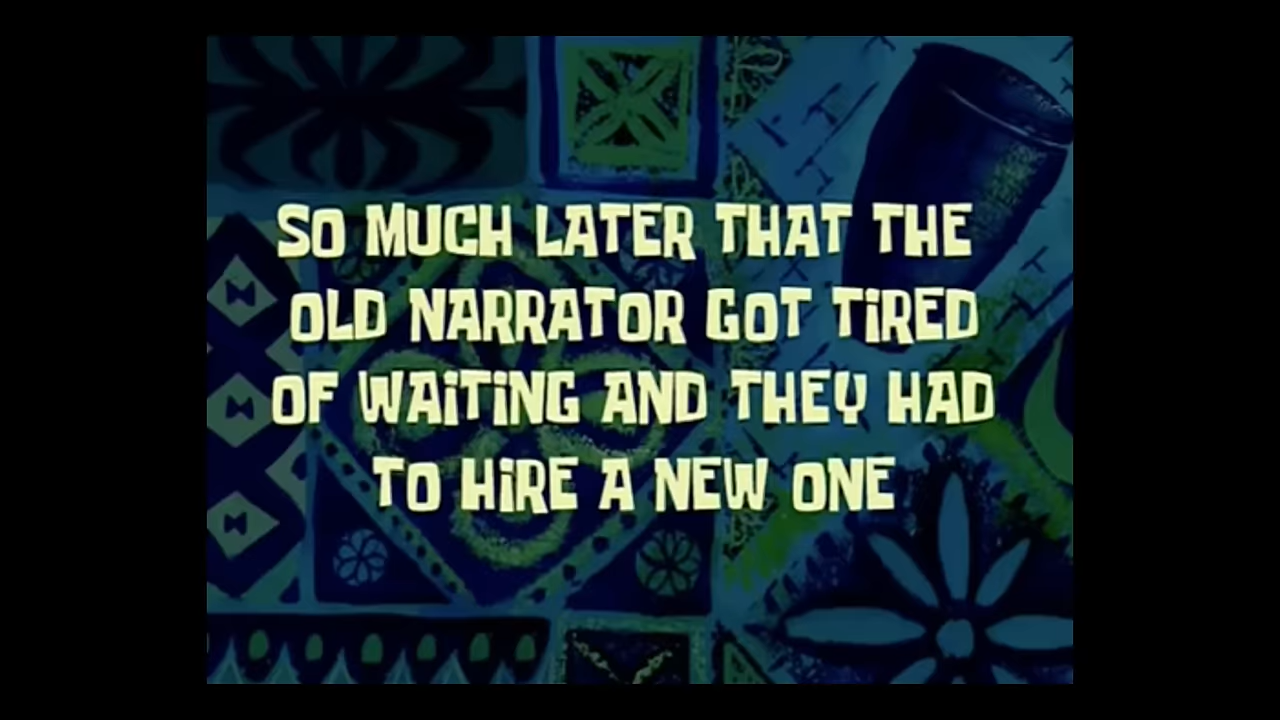 SO MUCH LATER THAT THE
OLD NARRATOR GOT TiRED
OF WAiTiNG AND THEY HAD
TO HiRE A NEW ONE